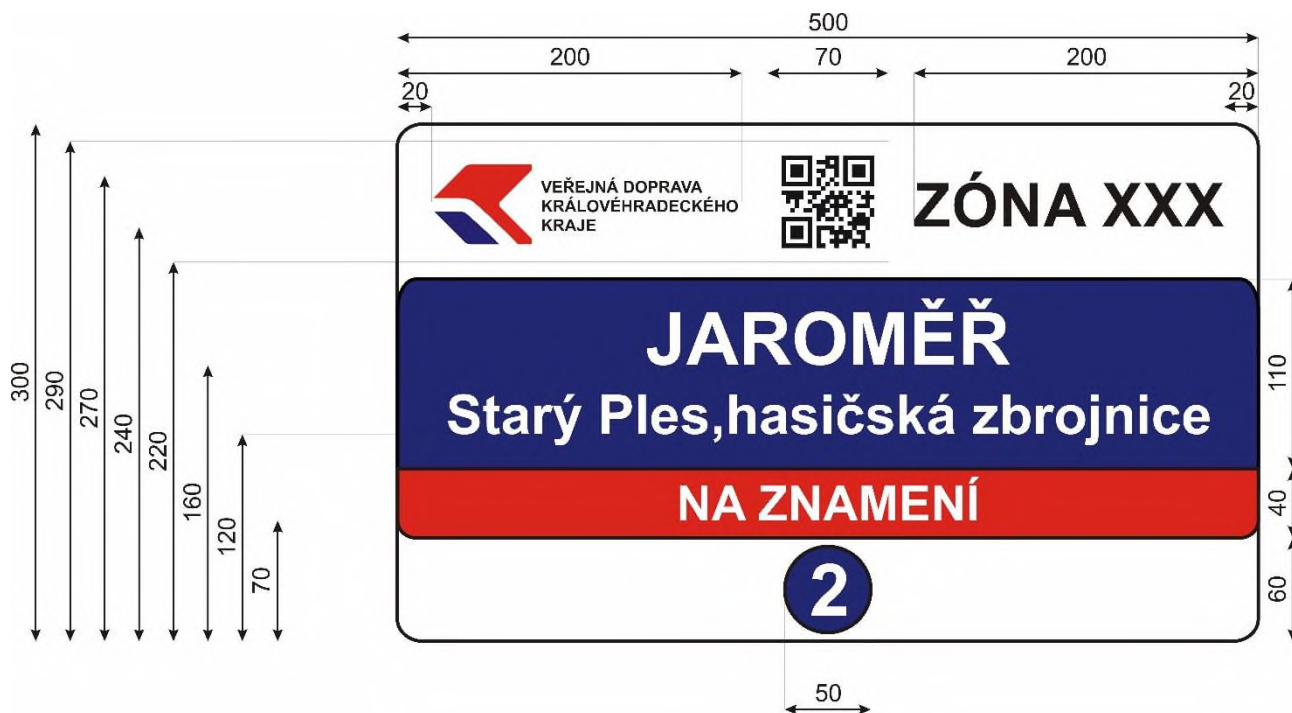 500
200 70 200
20 20
VEŘEJNÁ DOPRAVA
KRÁLOVÉHRADECKÉHO
KRAJE
ZÓNA XXX
JAROMĚŘ
Starý Ples,hasičská zbrojnice
NA ZNAMENÍ
2
300
290
270
240
220
160
120
70
110
40
60
50